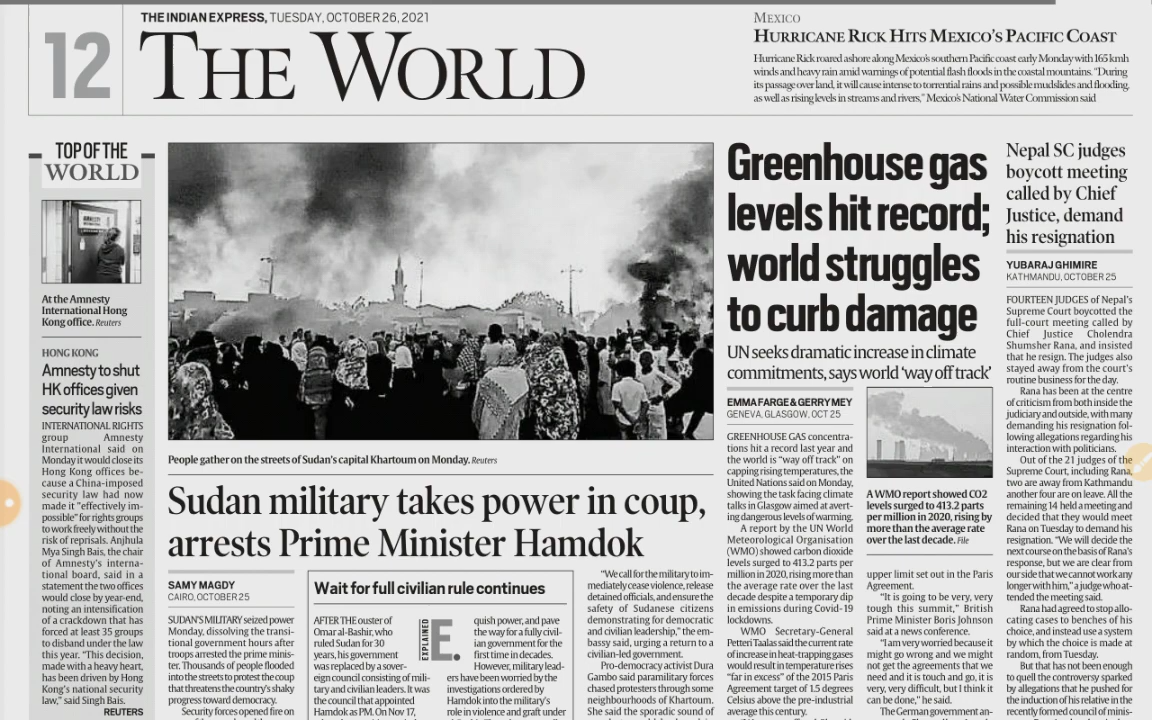 12
THE INDIAN EXPRESS, TUESDAY, OCTOBER 26, 2021
THE WORLD
MEXICO
HURRICANE RICK HITS MEXICO'S PACIFIC COAST
Hurricane Rick roared ashore along Mexico's southern Pacific coast early Monday with 165 kmh
winds and heavy rain amid warnings of potential flash floods in the coastal mountains. "During
its passage over land, it will cause intense to torrential rains and possible mudslides and flooding,
as well as rising levels in streams and rivers," Mexico's National Water Commission said
TOP OF THE
WORLD
At the Amnesty
International Hong
Kong office. Reuters
HONG KONG
Amnesty to shut
HK offices given
security law risks
INTERNATIONAL RIGHTS
group Amnesty
International said on
Monday it would close its
Hong Kong offices be-
cause a China-imposed
security law had now
made it "effectively im-
possible" for rights groups
to work freely without the
risk of reprisals. Anjhula
Mya Singh Bais, the chair
of Amnesty's interna-
tional board, said in a
statement the two offices
would close by year-end,
noting an intensification
of a crackdown that has
forced at least 35 groups
to disband under the law
this year. "This decision,
made with a heavy heart,
has been driven by Hong
Kong's national security
law," said Singh Bais.
REUTERS
People gather on the streets of Sudan's capital Khartoum on Monday. Reuters
Sudan military takes power in coup,
arrests Prime Minister Hamdok
SAMY MAGDY
CAIRO, OCTOBER 25
SUDAN'S MILITARY seized power
Monday, dissolving the transi-
tional government hours after
troops arrested the prime minis-
ter. Thousands of people flooded
into the streets to protest the coup
that threatens the country's shaky
progress toward democracy.
Security forces opened fire on
Wait for full civilian rule continues
AFTER THE ouster of
Omar al-Bashir, who
ruled Sudan for 30
years, his government
was replaced by a sover-
eign council consisting of mili-
tary and civilian leaders. It was
the council that appointed
Hamdok as PM. On Nov 17,
EXPLAINED
E.
quish power, and pave
the way for a fully civil-
ian government for the
first time in decades.
However, military lead-
ers have been worried by the
investigations ordered by
Hamdok into the military's
role in violence and graft under
"We call for the military to im-
mediately cease violence, release
detained officials, and ensure the
safety of Sudanese citizens
demonstrating for democratic
and civilian leadership," the em-
bassy said, urging a return to a
civilian-led government.
Pro-democracy activist Dura
Gambo said paramilitary forces
chased protesters through some
neighbourhoods of Khartoum.
She said the sporadic sound of
Greenhouse gas
levels hit record;
world struggles
to curb damage
UN seeks dramatic increase in climate
commitments, says world 'way off track'
EMMA FARGE & GERRY MEY
GENEVA, GLASGOW, OCT 25
GREENHOUSE GAS concentra-
tions hit a record last year and
the world is "way off track" on
capping rising temperatures, the
United Nations said on Monday,
showing the task facing climate
talks in Glasgow aimed at avert-
ing dangerous levels of warming.
A report by the UN World
Meteorological Organisation
(WMO) showed carbon dioxide
levels surged to 413.2 parts per
million in 2020, rising more than
the average rate over the last
decade despite a temporary dip
in emissions during Covid-19
lockdowns.
WMO Secretary-General
Petteri Taalas said the current rate
of increase in heat-trapping gases
would result in temperature rises
"far in excess" of the 2015 Paris
Agreement target of 1.5 degrees
Celsius above the pre-industrial
average this century.
A WMO report showed CO2
levels surged to 413.2 parts
per million in 2020, rising by
more than the average rate
over the last decade. File
upper limit set out in the Paris
Agreement.
"It is going to be very, very
tough this summit," British
Prime Minister Boris Johnson
said at a news conference.
"I am very worried because it
might go wrong and we might
not get the agreements that we
need and it is touch and go, it is
very, very difficult, but I think it
can be done," he said.
The German government an-
Nepal SC judges
boycott meeting
called by Chief
Justice, demand
his resignation
YUBARAJ GHIMIRE
KATHMANDU, OCTOBER 25
FOURTEEN JUDGES of Nepal's
Supreme Court boycotted the
full-court meeting called by
Chief Justice Cholendra
Shumsher Rana, and insisted
that he resign. The judges also
stayed away from the court's
routine business for the day.
Rana has been at the centre
of criticism from both inside the
judiciary and outside, with many
demanding his resignation fol-
lowing allegations regarding his
interaction with politicians.
Out of the 21 judges of the
Supreme Court, including Rana,
two are away from Kathmandu
another four are on leave. All the
remaining 14 held a meeting and
decided that they would meet
Rana on Tuesday to demand his
resignation. "We will decide the
next course on the basis of Rana's
response, but we are clear from
our side that we cannot work any
longer with him," a judge who at-
tended the meeting said.
Rana had agreed to stop allo-
cating cases to benches of his
choice, and instead use a system
by which the choice is made at
random, from Tuesday.
But that has not been enough
to quell the controversy sparked
by allegations that he pushed for
the induction of his relative in the
recently formed council of minis-